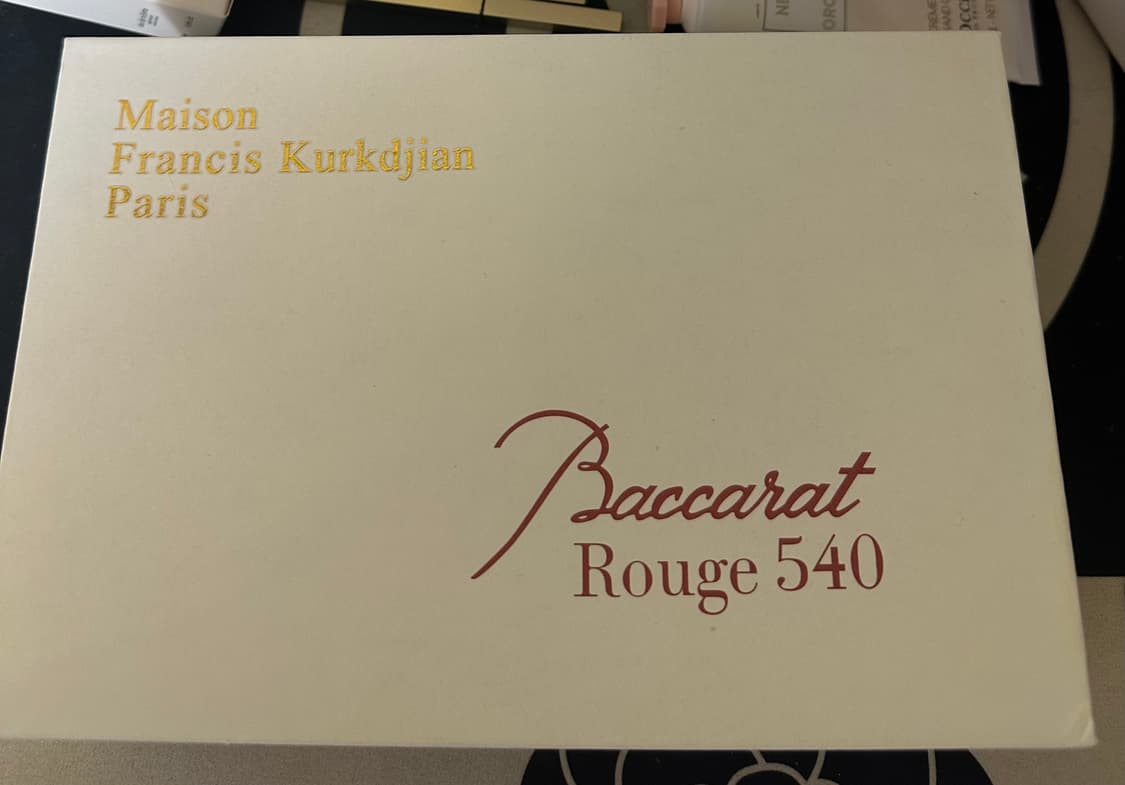 Maison
Francis Kurkdjian
Paris
Baccarat
Rouge 540